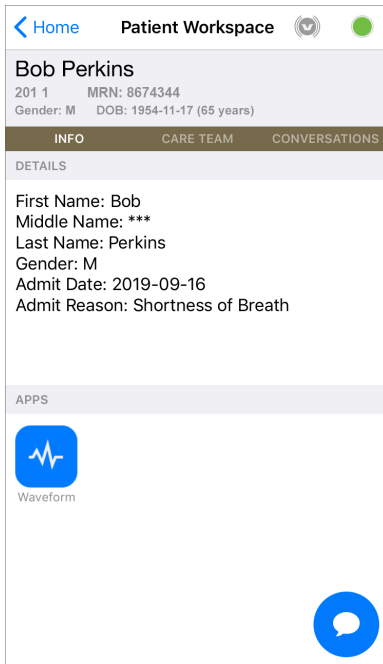 Home Patient Workspace
Bob Perkins
201 1 MRN: 8674344
Gender: M DOB: 1954-11-17 (65 years)
INFO CARE TEAM CONVERSATIONS
DETAILS
First Name: Bob
Middle Name: ***
Last Name: Perkins
Gender: M
Admit Date: 2019-09-16
Admit Reason: Shortness of Breath
APPS
Waveform